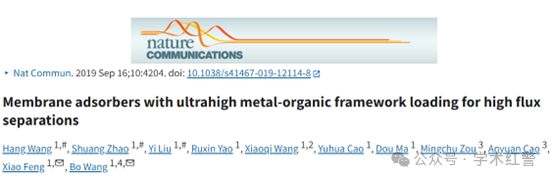 nature
COMMUNICATIONS
▸ Nat Commun. 2019 Sep 16;10:4204. doi: 10.1038/s41467-019-12114-8
Membrane adsorbers with ultrahigh metal-organic framework loading for high flux
separations
Hang Wang 1,#, Shuang Zhao 1,#, Yi Liu 1,#, Ruxin Yao 1, Xiaoqi Wang 1,2, Yuhua Cao 1, Dou Ma 1, Mingchu Zou 3, Anyuan Cao 3,
Xiao Feng 1,✉, Bo Wang 1,4,✉
公众号 · 学术红警